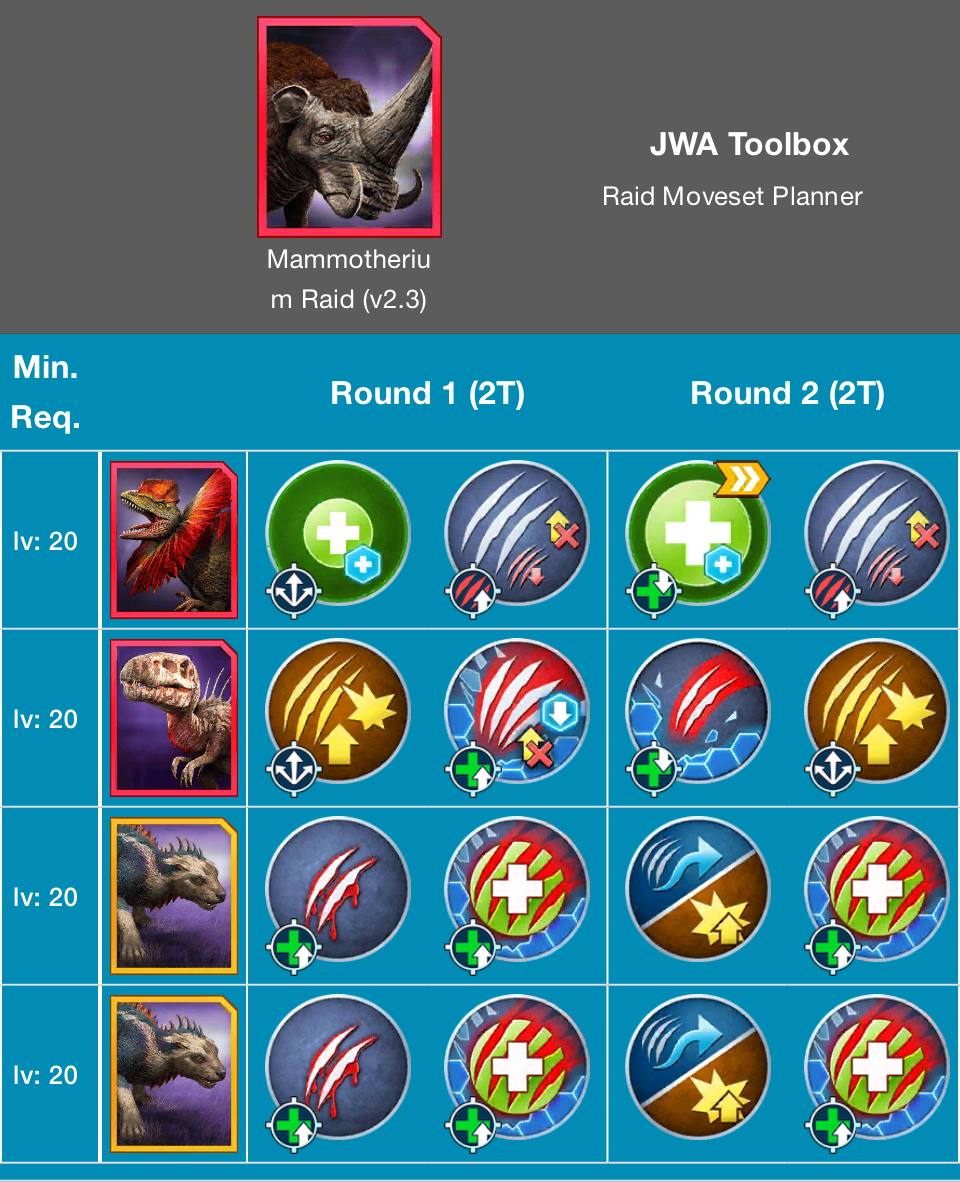 JWA Toolbox
Raid Moveset Planner
Mammotheriu
m Raid (v2.3)
Min.
Req.
Round 1 (2T)
Round 2 (2T)
lv: 20
lv: 20
lv: 20
lv: 20